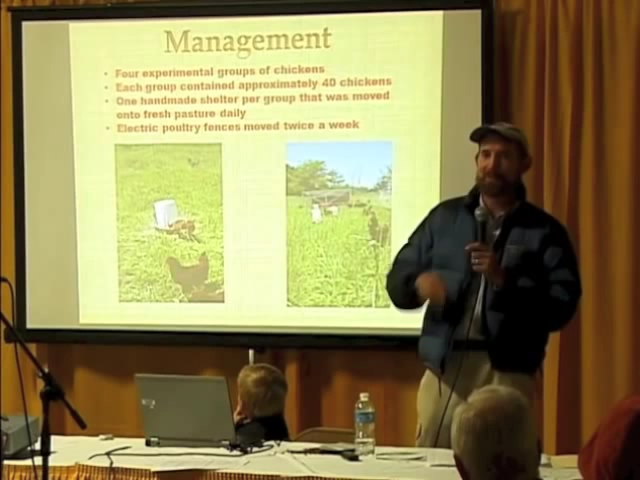 Management
• Four experimental groups of chickens
• Each group contained approximately 40 chickens
• One handmade shelter per group that was moved
onto fresh pasture daily
• Electric poultry fences moved twice a week